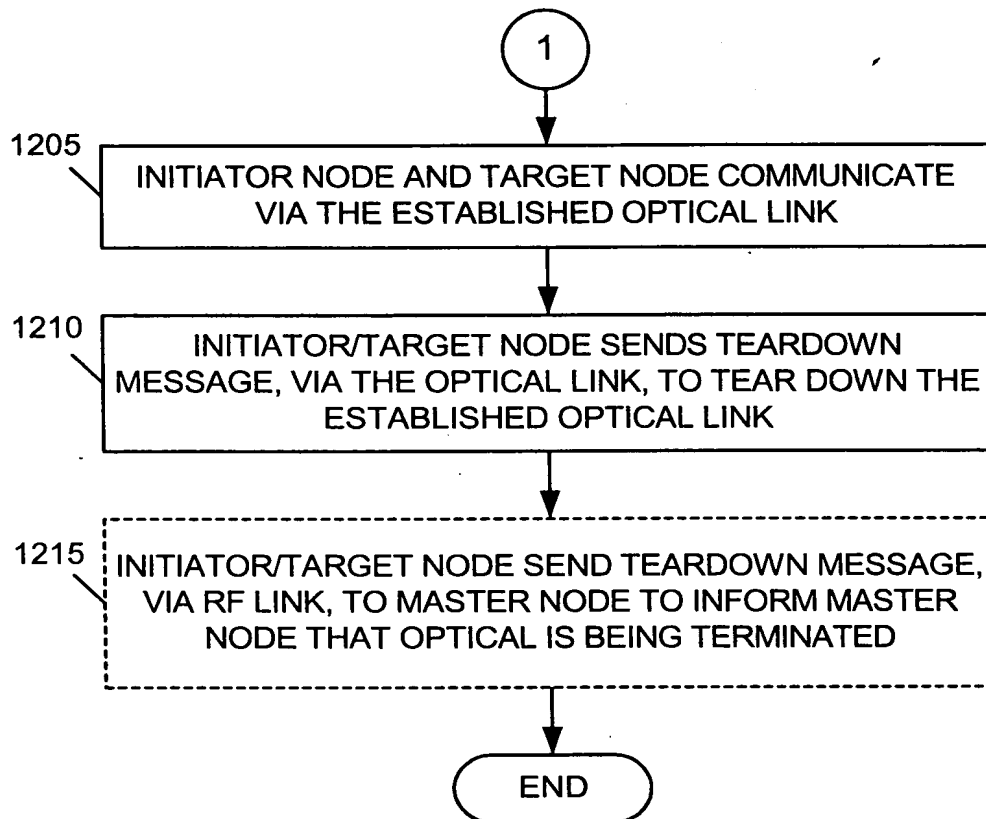 1
1205
INITIATOR NODE AND TARGET NODE COMMUNICATE
VIA THE ESTABLISHED OPTICAL LINK
1210
INITIATOR/TARGET NODE SENDS TEARDOWN
MESSAGE, VIA THE OPTICAL LINK, TO TEAR DOWN THE
ESTABLISHED OPTICAL LINK
1215
INITIATOR/TARGET NODE SEND TEARDOWN MESSAGE,
VIA RF LINK, TO MASTER NODE TO INFORM MASTER
NODE THAT OPTICAL IS BEING TERMINATED
END